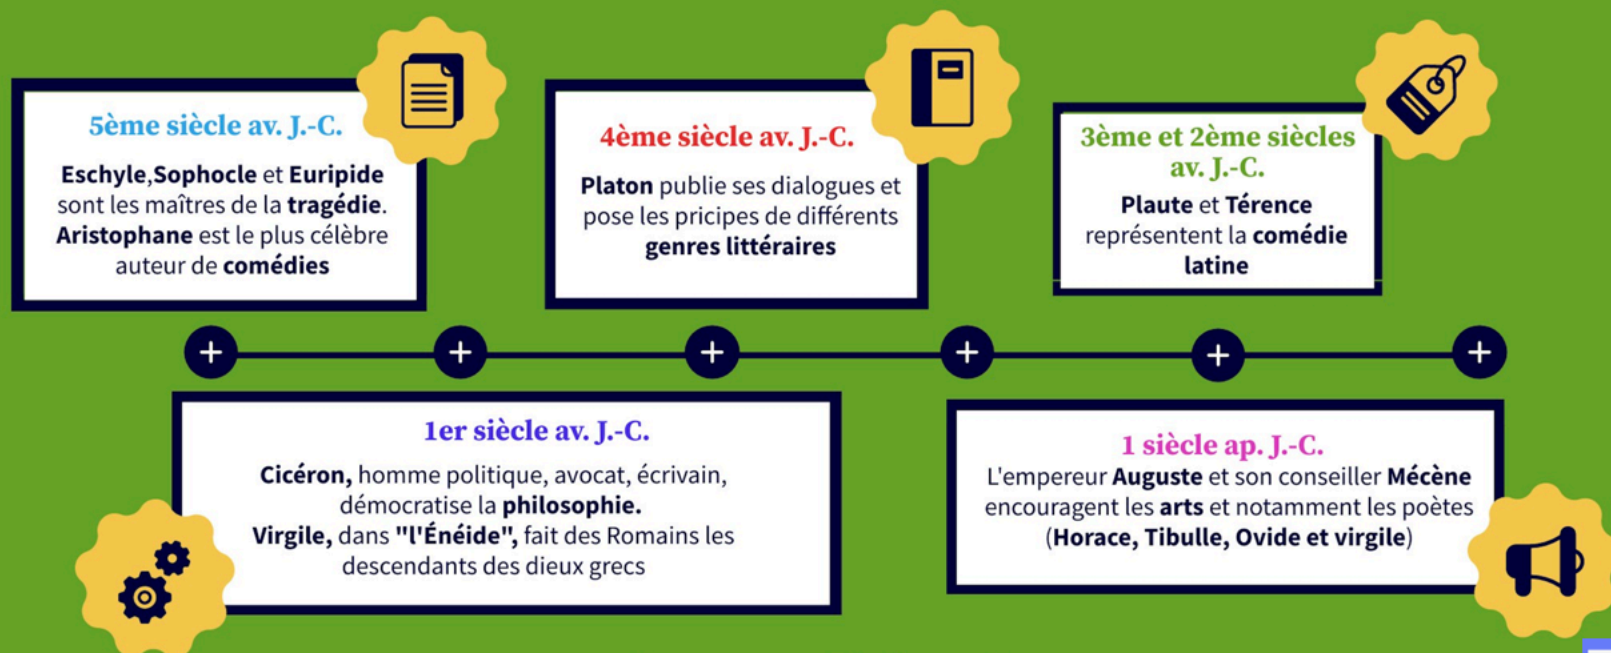 5ème siècle av. J.-C.
Eschyle,Sophocle et Euripide
sont les maîtres de la tragédie.
Aristophane est le plus célèbre
auteur de comédies
4ème siècle av. J.-C.
Platon publie ses dialogues et
pose les pricipes de différents
genres littéraires
3ème et 2ème siècles
av. J.-C.
Plaute et Térence
représentent la comédie
latine
1er siècle av. J.-C.
Cicéron, homme politique, avocat, écrivain,
démocratise la philosophie.
Virgile, dans "l'Énéide", fait des Romains les
descendants des dieux grecs
1 siècle ap. J.-C.
L'empereur Auguste et son conseiller Mécène
encouragent les arts et notamment les poètes
(Horace, Tibulle, Ovide et virgile)